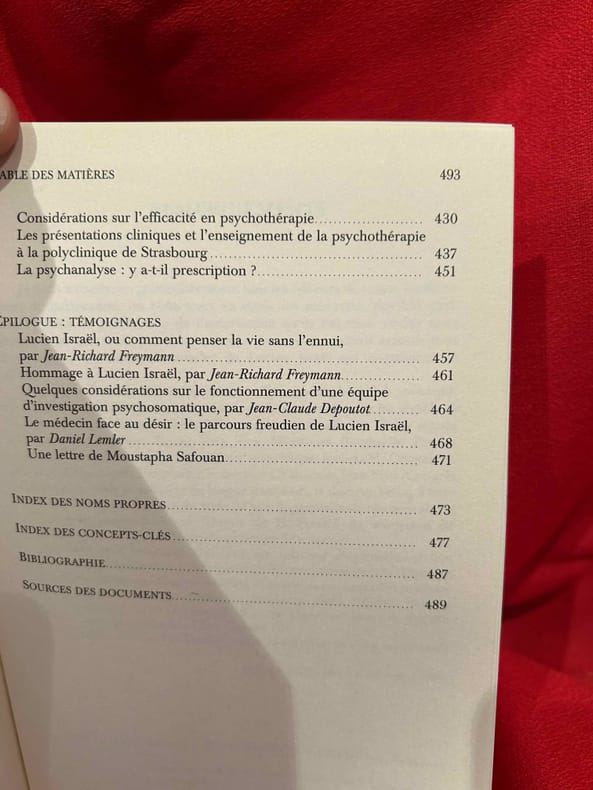 ABLE DES MATIÈRES 493
Considérations sur l'efficacité en psychothérapie 430
Les présentations cliniques et l'enseignement de la psychothérapie
à la polyclinique de Strasbourg 437
La psychanalyse : y a-t-il prescription ? 451
ÉPILOGUE : TÉMOIGNAGES
Lucien Israël, ou comment penser la vie sans l'ennui,
par Jean-Richard Freymann 457
Hommage à Lucien Israël, par Jean-Richard Freymann 461
Quelques considérations sur le fonctionnement d'une équipe
d'investigation psychosomatique, par Jean-Claude Depoutot 464
Le médecin face au désir : le parcours freudien de Lucien Israël,
par Daniel Lemler 468
Une lettre de Moustapha Safouan 471
INDEX DES NOMS PROPRES 473
INDEX DES CONCEPTS-CLÉS 477
BIBLIOGRAPHIE 487
SOURCES DES DOCUMENTS 489